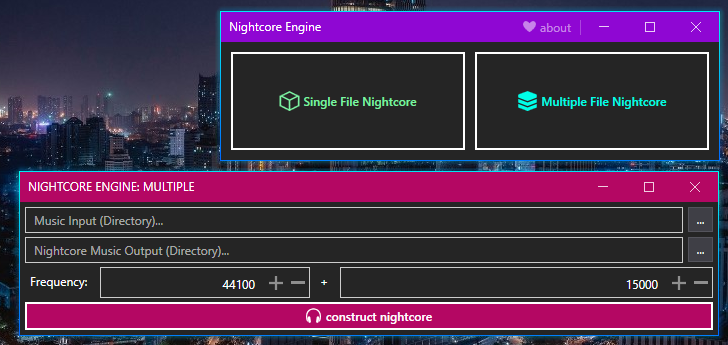 Nightcore Engine
about
Single File Nightcore
Multiple File Nightcore
NIGHTCORE ENGINE: MULTIPLE
Music Input (Directory)...
...
Nightcore Music Output (Directory)...
...
Frequency: 44100 + 15000
construct nightcore